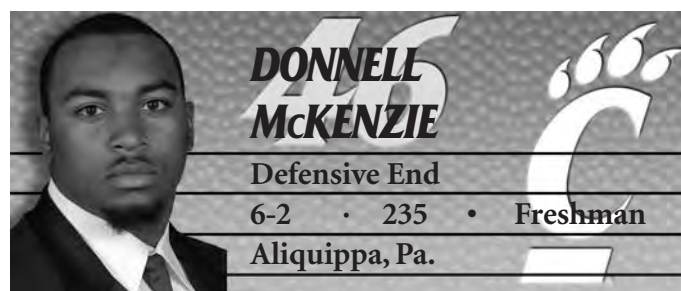 46
DONNELL
McKENZIE
Defensive End
6-2 · 235 • Freshman
Aliquippa, Pa.
C